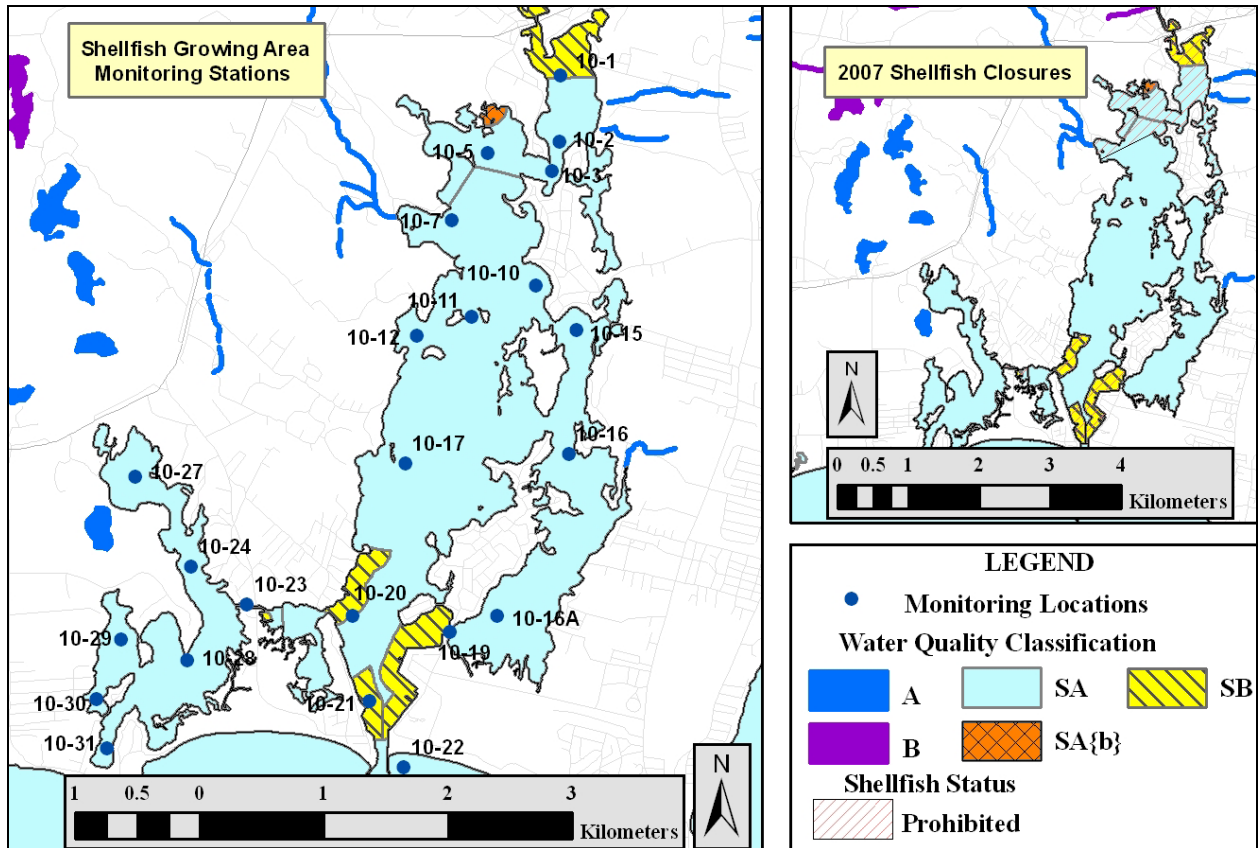 Shellfish Growing Area
Monitoring Stations
10-1
10-2
10-5
10-3
10-7
10-10
10-11
10-12
10-15
10-17
10-16
10-27
10-24
10-23
10-20
10-16A
10-29
10-28
10-19
10-30
10-21
10-31
10-22
1 0.5 0 1 2 3
Kilometers
N
2007 Shellfish Closures
N
0 0.5 1 2 3 4
Kilometers
LEGEND
Monitoring Locations
Water Quality Classification
A SA SB
B SA{b}
Shellfish Status
Prohibited